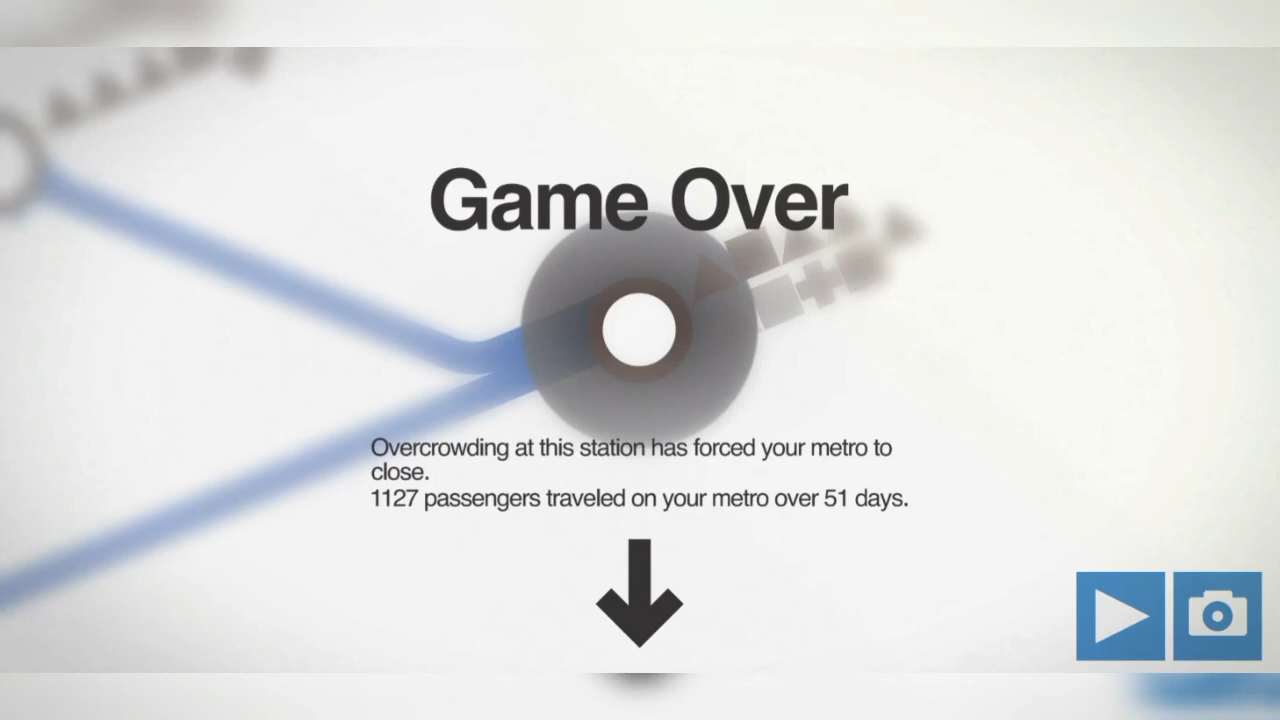 Game Over
Overcrowding at this station has forced your metro to
close.
1127 passengers traveled on your metro over 51 days.